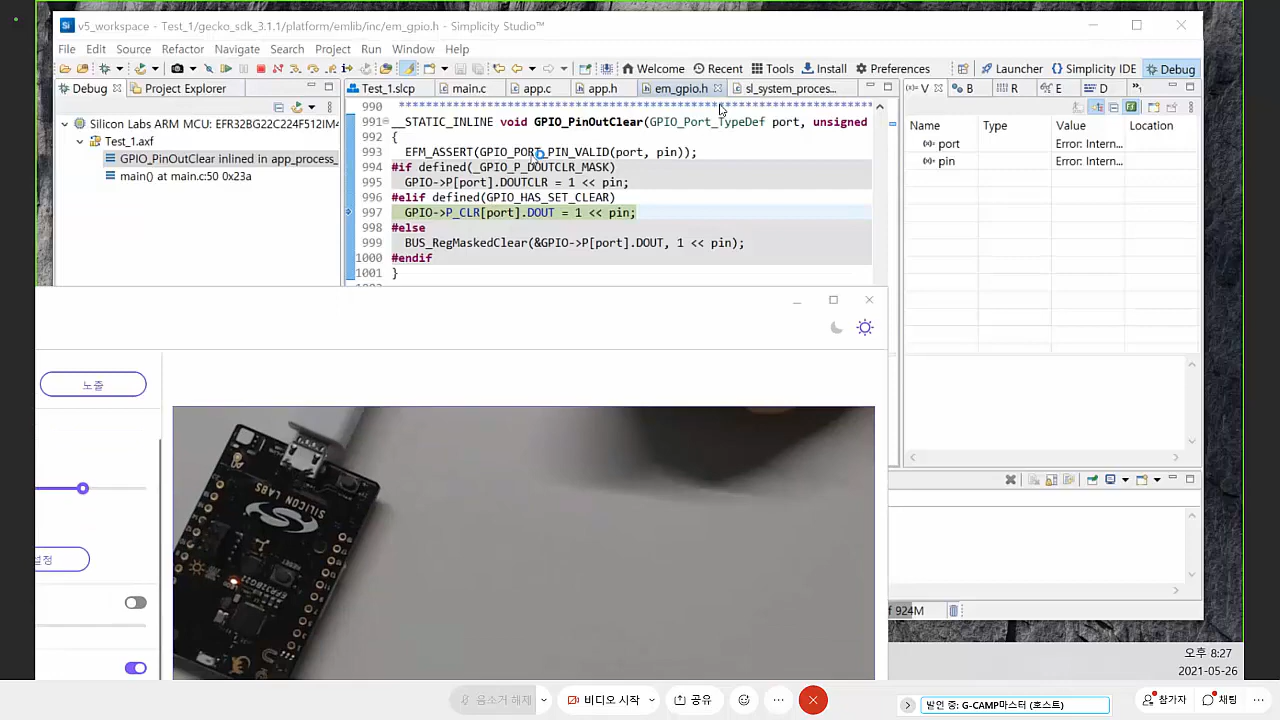 v5_workspace - Test_1/gecko_sdk_3.1.1/platform/emlib/inc/em_gpio.h - Simplicity Studio™
File Edit Source Refactor Navigate Search Project Run Window Help
Welcome Recent Tools Install Preferences Launcher Simplicity IDE Debug
Debug Project Explorer
Silicon Labs ARM MCU: EFR32BG22C224F512IM4
Test_1.axf
GPIO_PinOutClear inlined in app_process_
main() at main.c:50 0x23a
Test_1.slcp main.c app.c app.h em_gpio.h sl_system_proces...
990 ************************************************************************
991 __STATIC_INLINE void GPIO_PinOutClear(GPIO_Port_TypeDef port, unsigned
992 {
993 EFM_ASSERT(GPIO_PORT_PIN_VALID(port, pin));
994 #if defined(_GPIO_P_DOUTCLR_MASK)
995 GPIO->P[port].DOUTCLR = 1 << pin;
996 #elif defined(GPIO_HAS_SET_CLEAR)
997 GPIO->P_CLR[port].DOUT = 1 << pin;
998 #else
999 BUS_RegMaskedClear(&GPIO->P[port].DOUT, 1 << pin);
1000 #endif
1001 }
V B R E D
Name Type Value Location
port Error: Intern...
pin Error: Intern...
노출
설정
SILICON LABS
f 924M
오후 8:27
2021-05-26
음소거 해제 비디오 시작 공유
발언 중: G-CAMP마스터 (호스트)
참가자 채팅